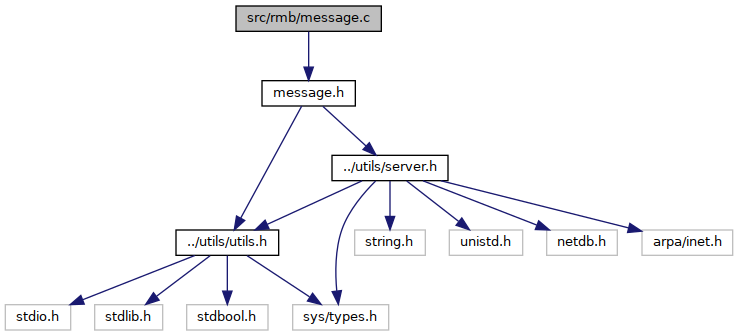 src/rmb/message.c
message.h
../utils/server.h
../utils/utils.h
string.h
unistd.h
netdb.h
arpa/inet.h
stdio.h
stdlib.h
stdbool.h
sys/types.h